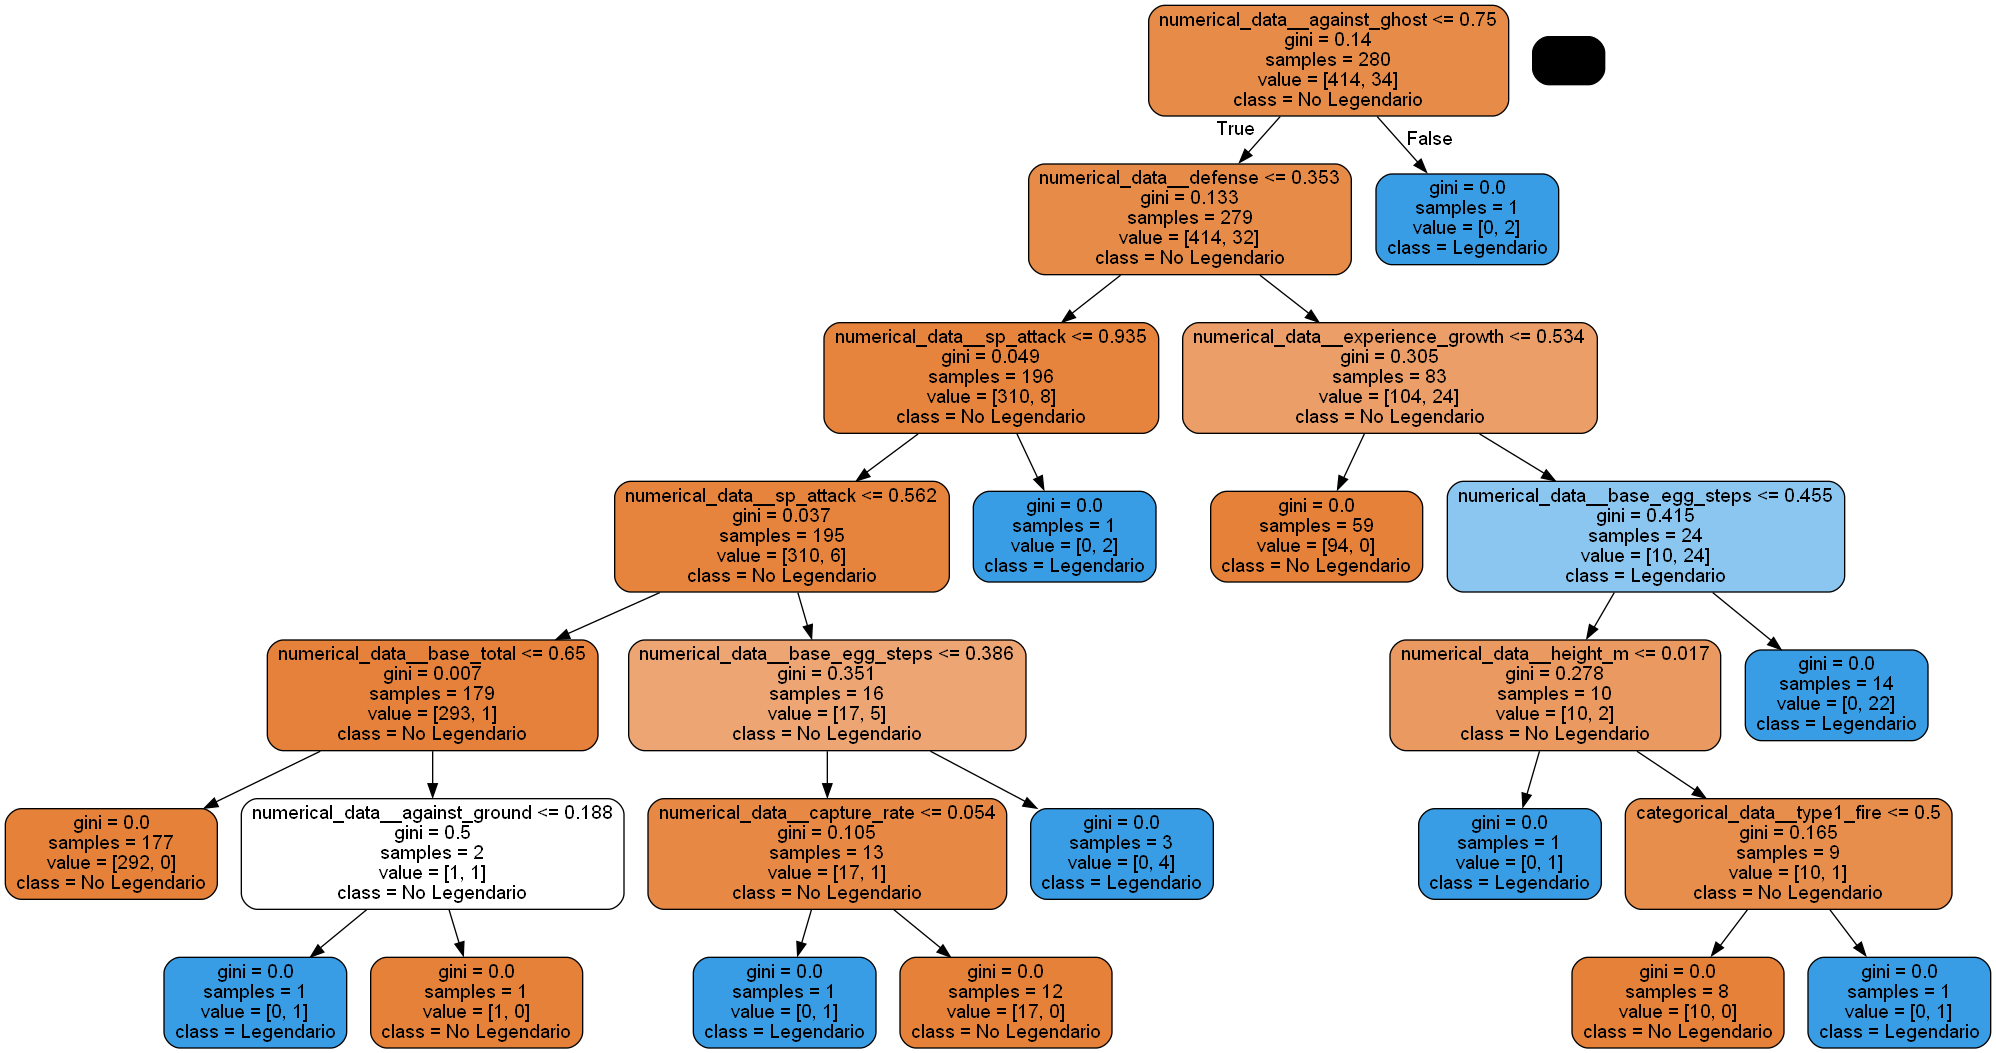 numerical_data__against_ghost <= 0.75
gini = 0.14
samples = 280
value = [414, 34]
class = No Legendario
True
False
numerical_data__defense <= 0.353
gini = 0.133
samples = 279
value = [414, 32]
class = No Legendario
gini = 0.0
samples = 1
value = [0, 2]
class = Legendario
numerical_data__sp_attack <= 0.935
gini = 0.049
samples = 196
value = [310, 8]
class = No Legendario
numerical_data__experience_growth <= 0.534
gini = 0.305
samples = 83
value = [104, 24]
class = No Legendario
numerical_data__sp_attack <= 0.562
gini = 0.037
samples = 195
value = [310, 6]
class = No Legendario
gini = 0.0
samples = 1
value = [0, 2]
class = Legendario
gini = 0.0
samples = 59
value = [94, 0]
class = No Legendario
numerical_data__base_egg_steps <= 0.455
gini = 0.415
samples = 24
value = [10, 24]
class = Legendario
numerical_data__base_total <= 0.65
gini = 0.007
samples = 179
value = [293, 1]
class = No Legendario
numerical_data__base_egg_steps <= 0.386
gini = 0.351
samples = 16
value = [17, 5]
class = No Legendario
numerical_data__height_m <= 0.017
gini = 0.278
samples = 10
value = [10, 2]
class = No Legendario
gini = 0.0
samples = 14
value = [0, 22]
class = Legendario
gini = 0.0
samples = 177
value = [292, 0]
class = No Legendario
numerical_data__against_ground <= 0.188
gini = 0.5
samples = 2
value = [1, 1]
class = No Legendario
numerical_data__capture_rate <= 0.054
gini = 0.105
samples = 13
value = [17, 1]
class = No Legendario
gini = 0.0
samples = 3
value = [0, 4]
class = Legendario
gini = 0.0
samples = 1
value = [0, 1]
class = Legendario
categorical_data__type1_fire <= 0.5
gini = 0.165
samples = 9
value = [10, 1]
class = No Legendario
gini = 0.0
samples = 1
value = [0, 1]
class = Legendario
gini = 0.0
samples = 1
value = [1, 0]
class = No Legendario
gini = 0.0
samples = 1
value = [0, 1]
class = Legendario
gini = 0.0
samples = 12
value = [17, 0]
class = No Legendario
gini = 0.0
samples = 8
value = [10, 0]
class = No Legendario
gini = 0.0
samples = 1
value = [0, 1]
class = Legendario